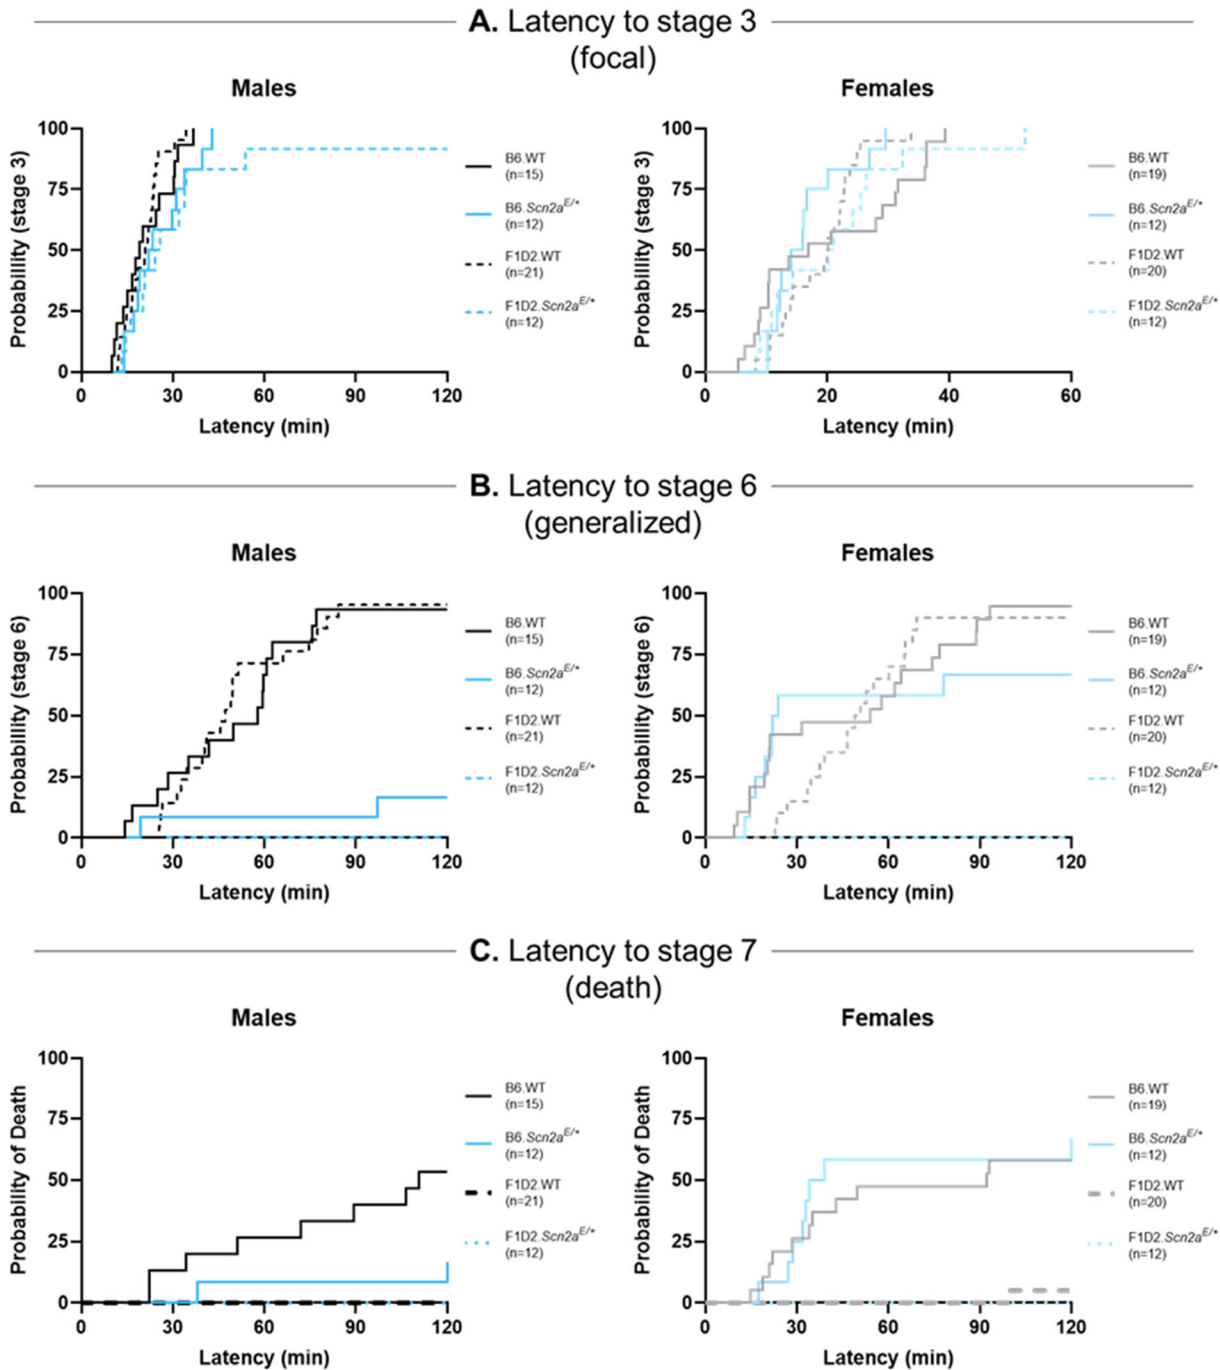 A. Latency to stage 3
(focal)
Males
Females
Probabillity (stage 3)
100
75
50
25
0
0 30 60 90 120
Latency (min)
B6.WT
(n=15)
B6.Scn2aE/+
(n=12)
F1D2.WT
(n=21)
F1D2.Scn2aE/+
(n=12)
Probabillity (stage 3)
100
75
50
25
0
0 20 40 60
Latency (min)
B6.WT
(n=19)
B6.Scn2aE/+
(n=12)
F1D2.WT
(n=20)
F1D2.Scn2aE/+
(n=12)
B. Latency to stage 6
(generalized)
Males
Females
Probabillity (stage 6)
100
75
50
25
0
0 30 60 90 120
Latency (min)
B6.WT
(n=15)
B6.Scn2aE/+
(n=12)
F1D2.WT
(n=21)
F1D2.Scn2aE/+
(n=12)
Probabillity (stage 6)
100
75
50
25
0
0 30 60 90 120
Latency (min)
B6.WT
(n=19)
B6.Scn2aE/+
(n=12)
F1D2.WT
(n=20)
F1D2.Scn2aE/+
(n=12)
C. Latency to stage 7
(death)
Males
Females
Probability of Death
100
75
50
25
0
0 30 60 90 120
Latency (min)
B6.WT
(n=15)
B6.Scn2aE/+
(n=12)
F1D2.WT
(n=21)
F1D2.Scn2aE/+
(n=12)
Probability of Death
100
75
50
25
0
0 30 60 90 120
Latency (min)
B6.WT
(n=19)
B6.Scn2aE/+
(n=12)
F1D2.WT
(n=20)
F1D2.Scn2aE/+
(n=12)